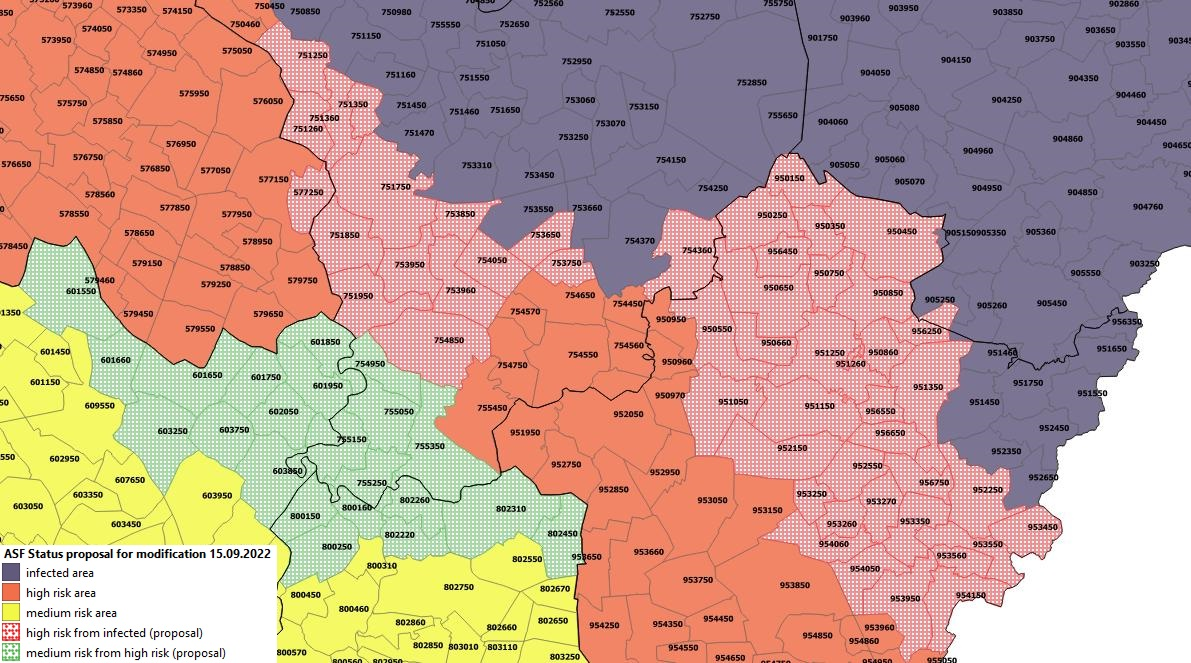 573260 573960 573350 574150 750450 750850 750980 764850 752560 752550 755750 903950 902860
574050 750460 755550 752650 752750 903960 903850
573950 575050 751150 751050 901750 903750 903650 903550 90345
574950 751250 752950 904150
574850 574860 751160 751550 752850 904050 904350
575650 575950 904460
575750 576050 751350 751450 751460 751650 753060 753150 905080 904250
575850 751360 751260 751470 753070 755650 904060 904450
576950 753250 904860 904650
576750 754150 904960
576650 576850 577050 753310 905050 905060
577150 577250 751750 753450 754250 950150 905070 904950 904850
578560 577850 577950 753850 753550 753660 950250 904760
578550 578650 751850 753650 950350 950450 905150 905350 905360
578450 578950 754370 754360 956450
579150 578850 753950 754050 753750 950750 905550 903250
579460 601550 579250 579750 751950 753960 754650 950650 950850 905250 905260 905450
601350 579450 579650 754570 754450 950950 956350
579550 950550 956250
601450 601850 754850 754560 950660 951250 950860 951460 951650
601660 754950 754750 754550 950960 951260
601150 601650 601750 601950 951350 951750
609550 602050 755050 755450 952050 950970 951050 951150 956550 951450 951550
603250 603750 755150 755350 951950 956650 952450
550 602950 952150 952350
603850 952750 952950 952550
607650 755250 956750 952650
603350 603950 802260 952850 953050 953250 953270 952250
603050 800150 800160 802310 953150
603450 953260 953350 953450
802220 802450
800250 953650 953660 954060 953550
ASF Status proposal for modification 15.09.2022
infected area
high risk area
medium risk area
high risk from infected (proposal)
medium risk from high risk (proposal)
800310 802550 953560
954050
802750 802670 953750 953850
800450 953950 954150
800460
802860 802660 802650 954250 954350 954450
953960
802850 803010 803110 954850 954860
800570 954550
800560 802950 803250 954650 954750 954950 955050